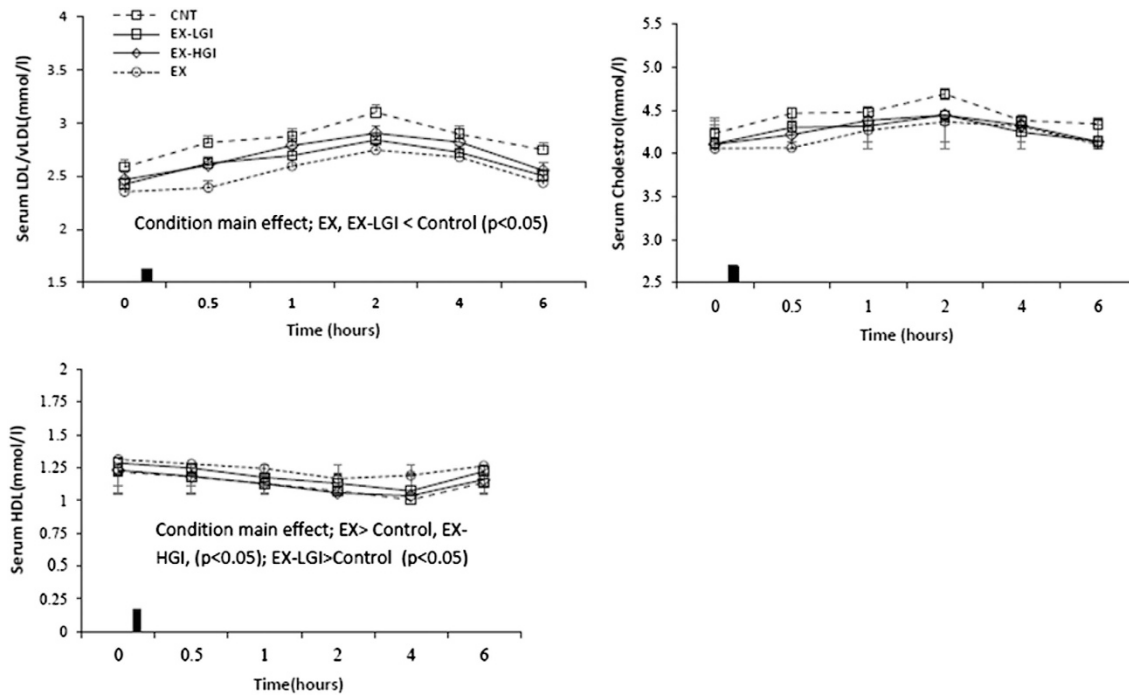 Serum LDL/vLDL(mmol/l)
4
3.5
3
2.5
2
1.5
CNT
EX-LGI
EX-HGI
EX
Condition main effect; EX, EX-LGI < Control (p<0.05)
0 0.5 1 2 4 6
Time (hours)
Serum Cholestrol(mmol/l)
5.0
4.5
4.0
4.5
3.0
2.5
0 0.5 1 2 4 6
Time (hours)
Serum HDL(mmol/l)
2
1.75
1.5
1.25
1
0.75
0.5
0.25
0
Condition main effect; EX> Control, EX-
HGI, (p<0.05); EX-LGI>Control (p<0.05)
0 0.5 1 2 4 6
Time(hours)